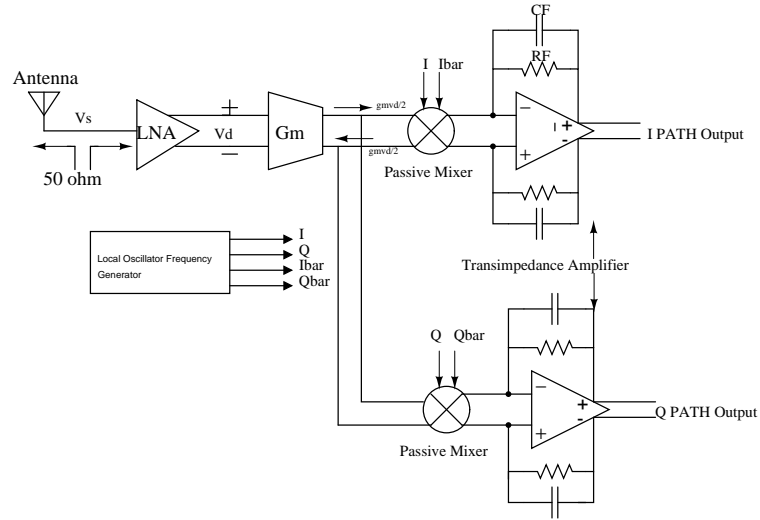 CF
RF
I Ibar
Antenna
Vs
LNA
+
Vd
−
Gm
gmvd/2
gmvd/2
− +
+ -
I PATH Output
50 ohm
Passive Mixer
Local Oscillator Frequency
Generator
I
Q
Ibar
Qbar
Transimpedance Amplifier
Q Qbar
− +
+ -
Q PATH Output
Passive Mixer